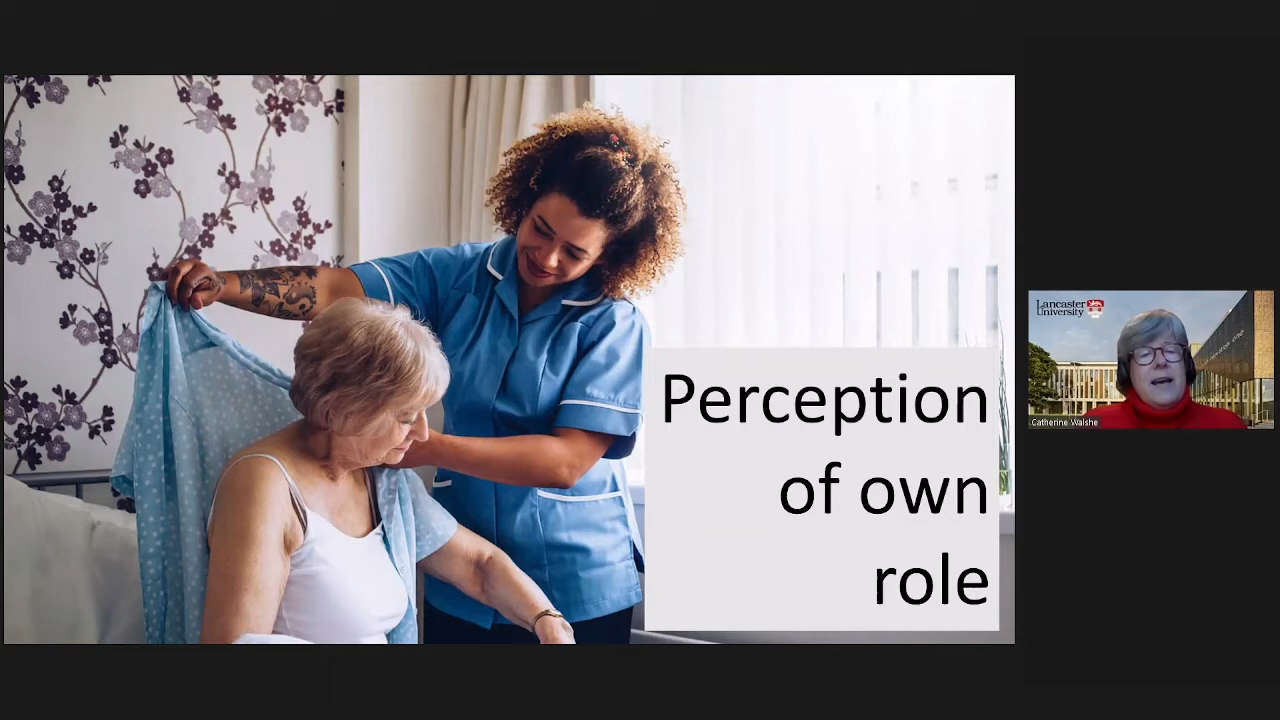 Perception
of own
role
Lancaster
University
Catherine Walshe